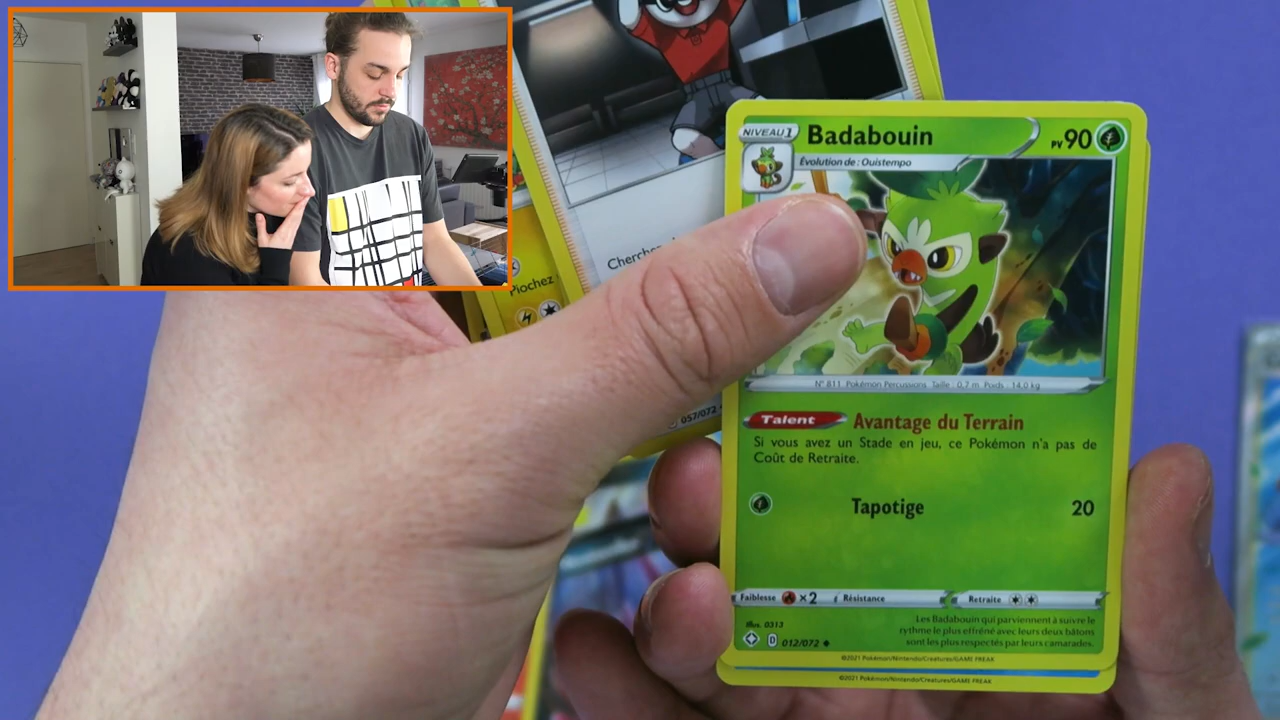 Cherchez
Piochez
057/072
NIVEAU 1
Badabouin
PV 90
Évolution de : Ouistempo
N° 811 Pokémon Percussions Taille : 0,7 m Poids : 14,0 kg
Talent Avantage du Terrain
Si vous avez un Stade en jeu, ce Pokémon n'a pas de
Coût de Retraite.
Tapotige 20
Faiblesse ×2 Résistance Retraite
Les Badabouin qui parviennent à suivre le
rythme le plus effréné avec leurs deux bâtons
sont les plus respectés par leurs camarades.
Illus. 0313
D 012/072
©2021 Pokémon/Nintendo/Creatures/GAME FREAK
©2021 Pokémon/Nintendo/Creatures/GAME FREAK